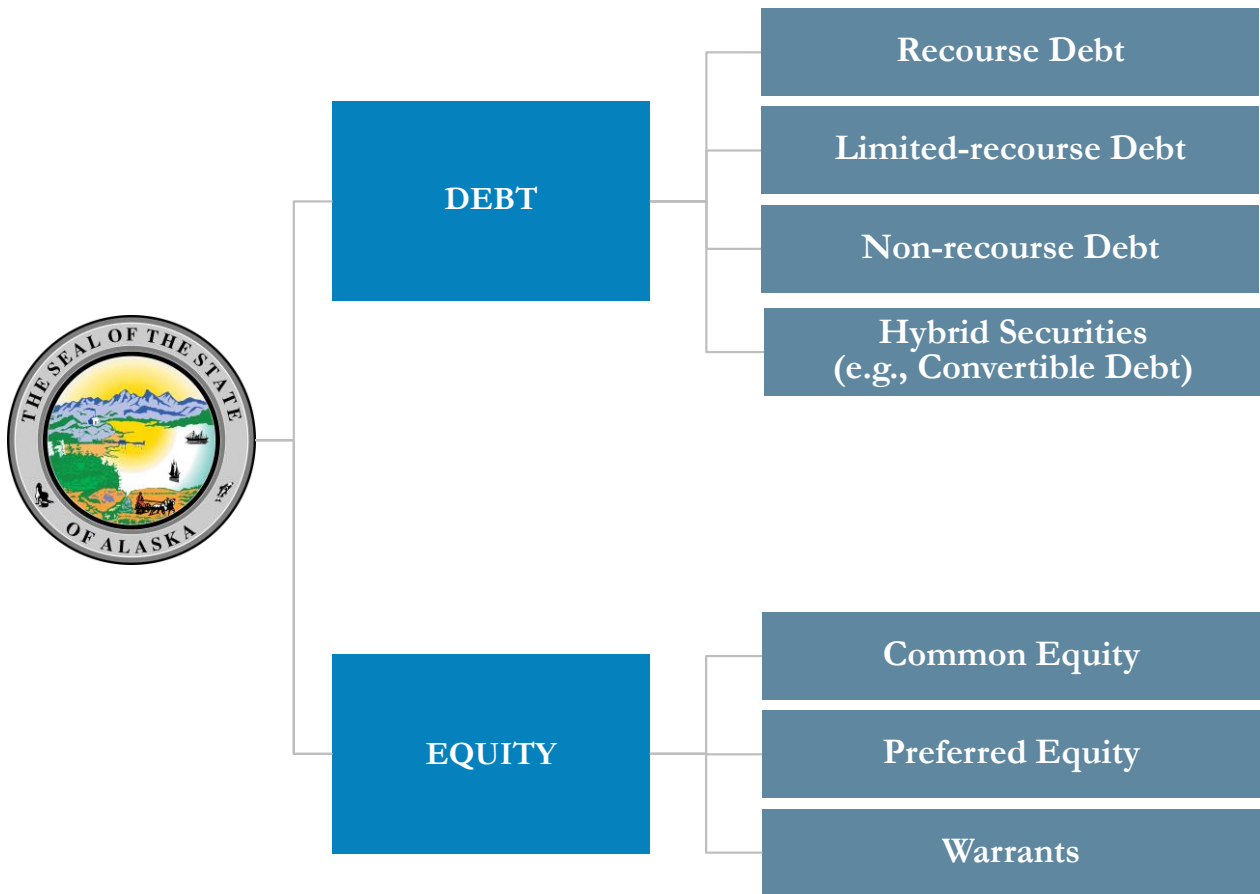 THE SEAL OF THE STATE
OF ALASKA
DEBT
Recourse Debt
Limited-recourse Debt
Non-recourse Debt
Hybrid Securities
(e.g., Convertible Debt)
EQUITY
Common Equity
Preferred Equity
Warrants